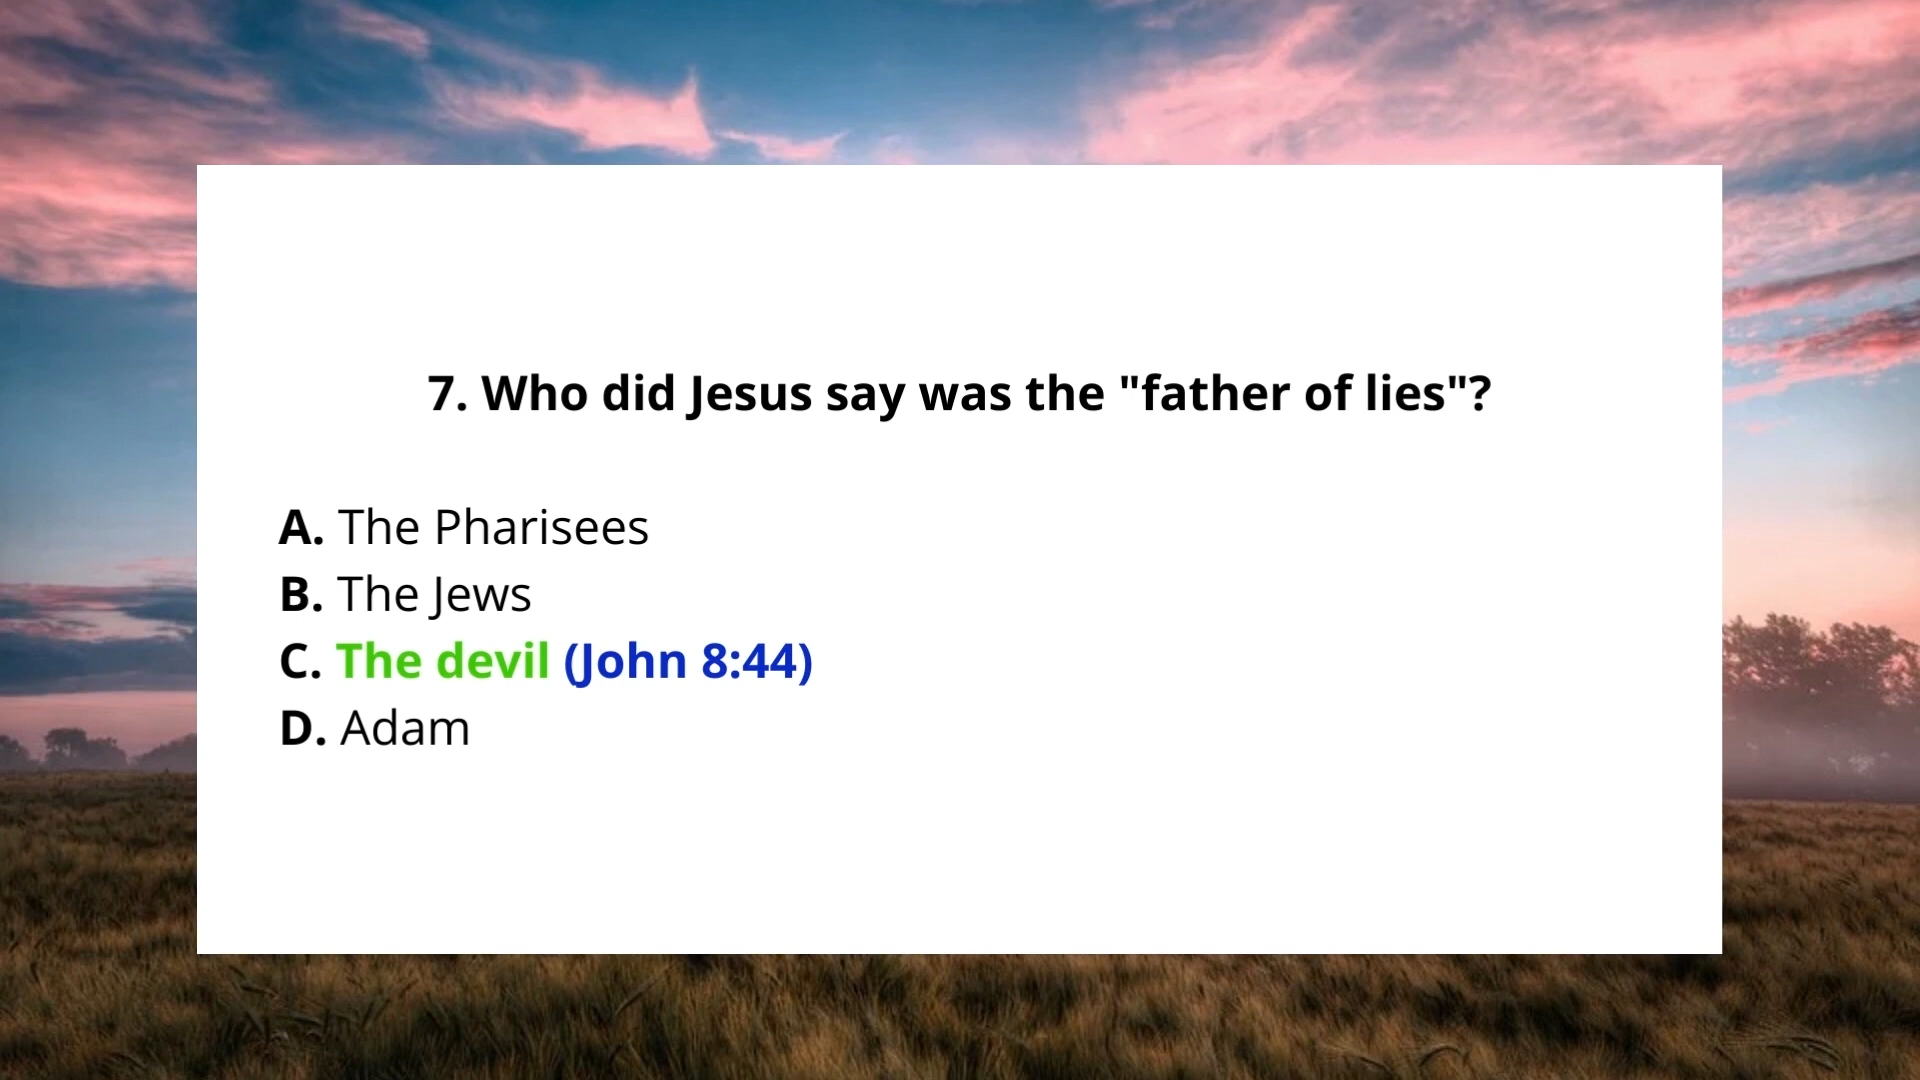 7. Who did Jesus say was the "father of lies"?
A. The Pharisees
B. The Jews
C. The devil (John 8:44)
D. Adam